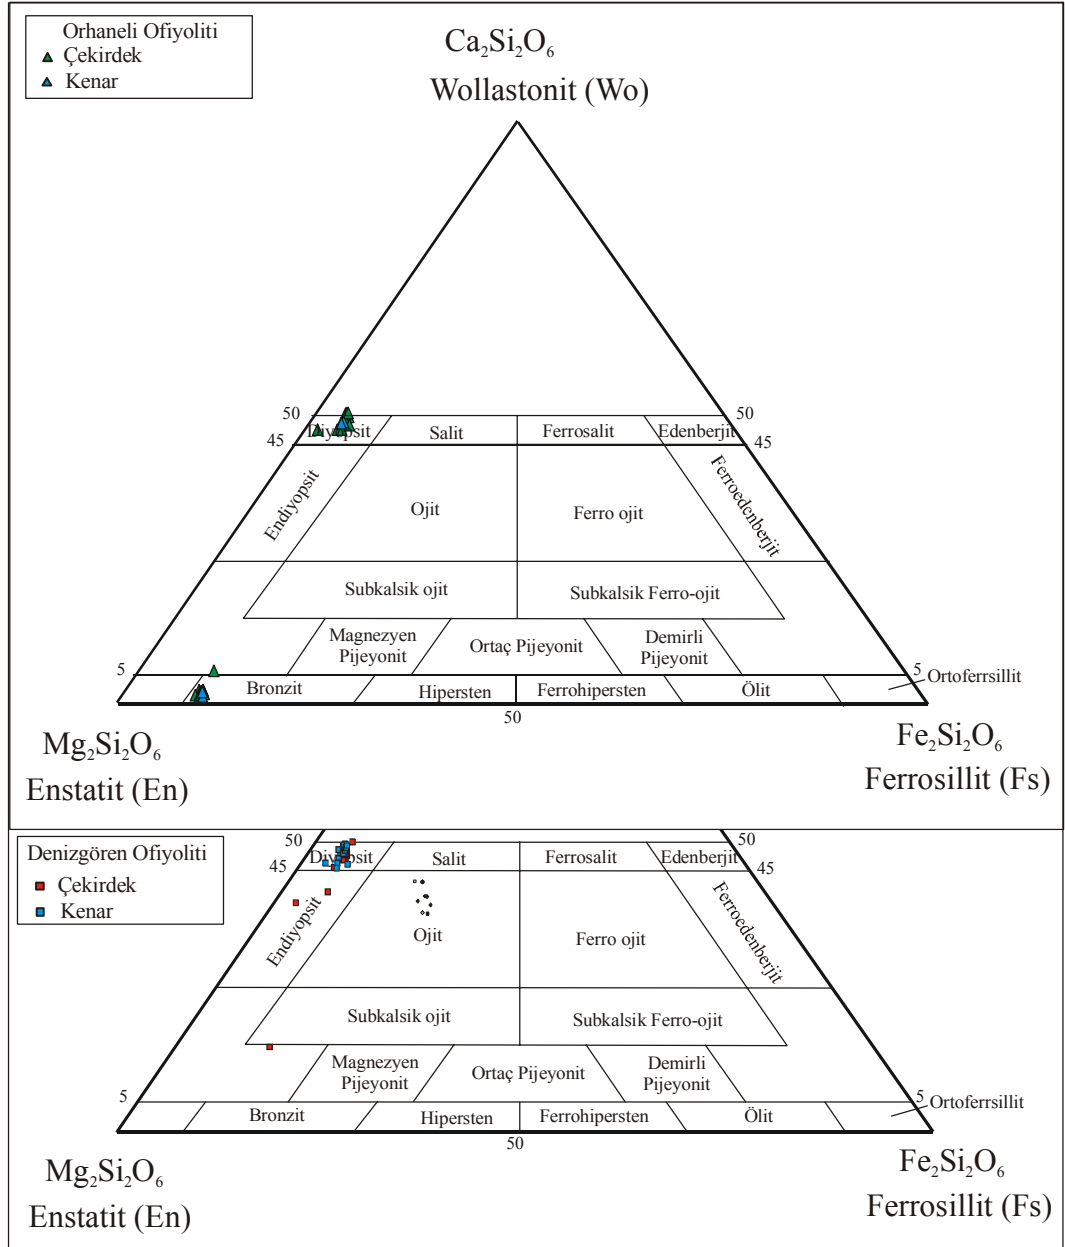 Orhaneli Ofiyoliti
Çekirdek
Kenar
Ca2Si2O6
Wollastonit (Wo)
50
50
Diyopsit
Salit
Ferrosalit
Edenberjit
45
45
Endiyopsit
Ojit
Ferro ojit
Ferroedenberjit
Subkalsik ojit
Subkalsik Ferro-ojit
Magnezyen
Pijeyonit
Ortaç Pijeyonit
Demirli
Pijeyonit
5
5
Bronzit
Hipersten
Ferrohipersten
Ölit
Ortoferrsillit
50
Mg2Si2O6
Enstatit (En)
Fe2Si2O6
Ferrosillit (Fs)
Denizgören Ofiyoliti
Çekirdek
Kenar
50
50
Diyopsit
Salit
Ferrosalit
Edenberjit
45
45
Endiyopsit
Ojit
Ferro ojit
Ferroedenberjit
Subkalsik ojit
Subkalsik Ferro-ojit
Magnezyen
Pijeyonit
Ortaç Pijeyonit
Demirli
Pijeyonit
5
5
Bronzit
Hipersten
Ferrohipersten
Ölit
Ortoferrsillit
50
Mg2Si2O6
Enstatit (En)
Fe2Si2O6
Ferrosillit (Fs)